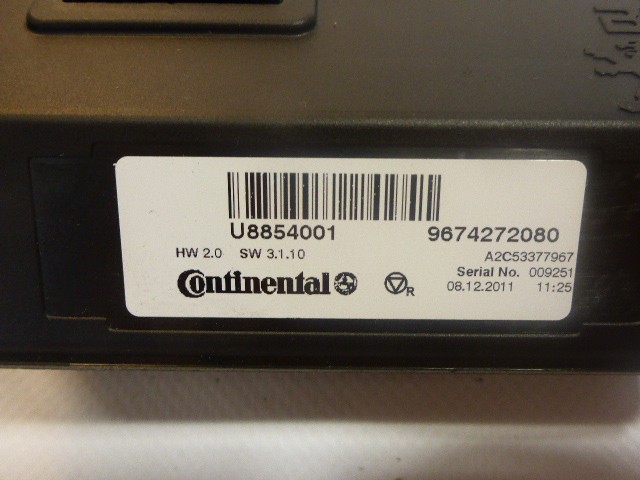 U8854001 9674272080
HW 2.0 SW 3.1.10 A2C53377967
Serial No. 009251
Continental R 08.12.2011 11:25